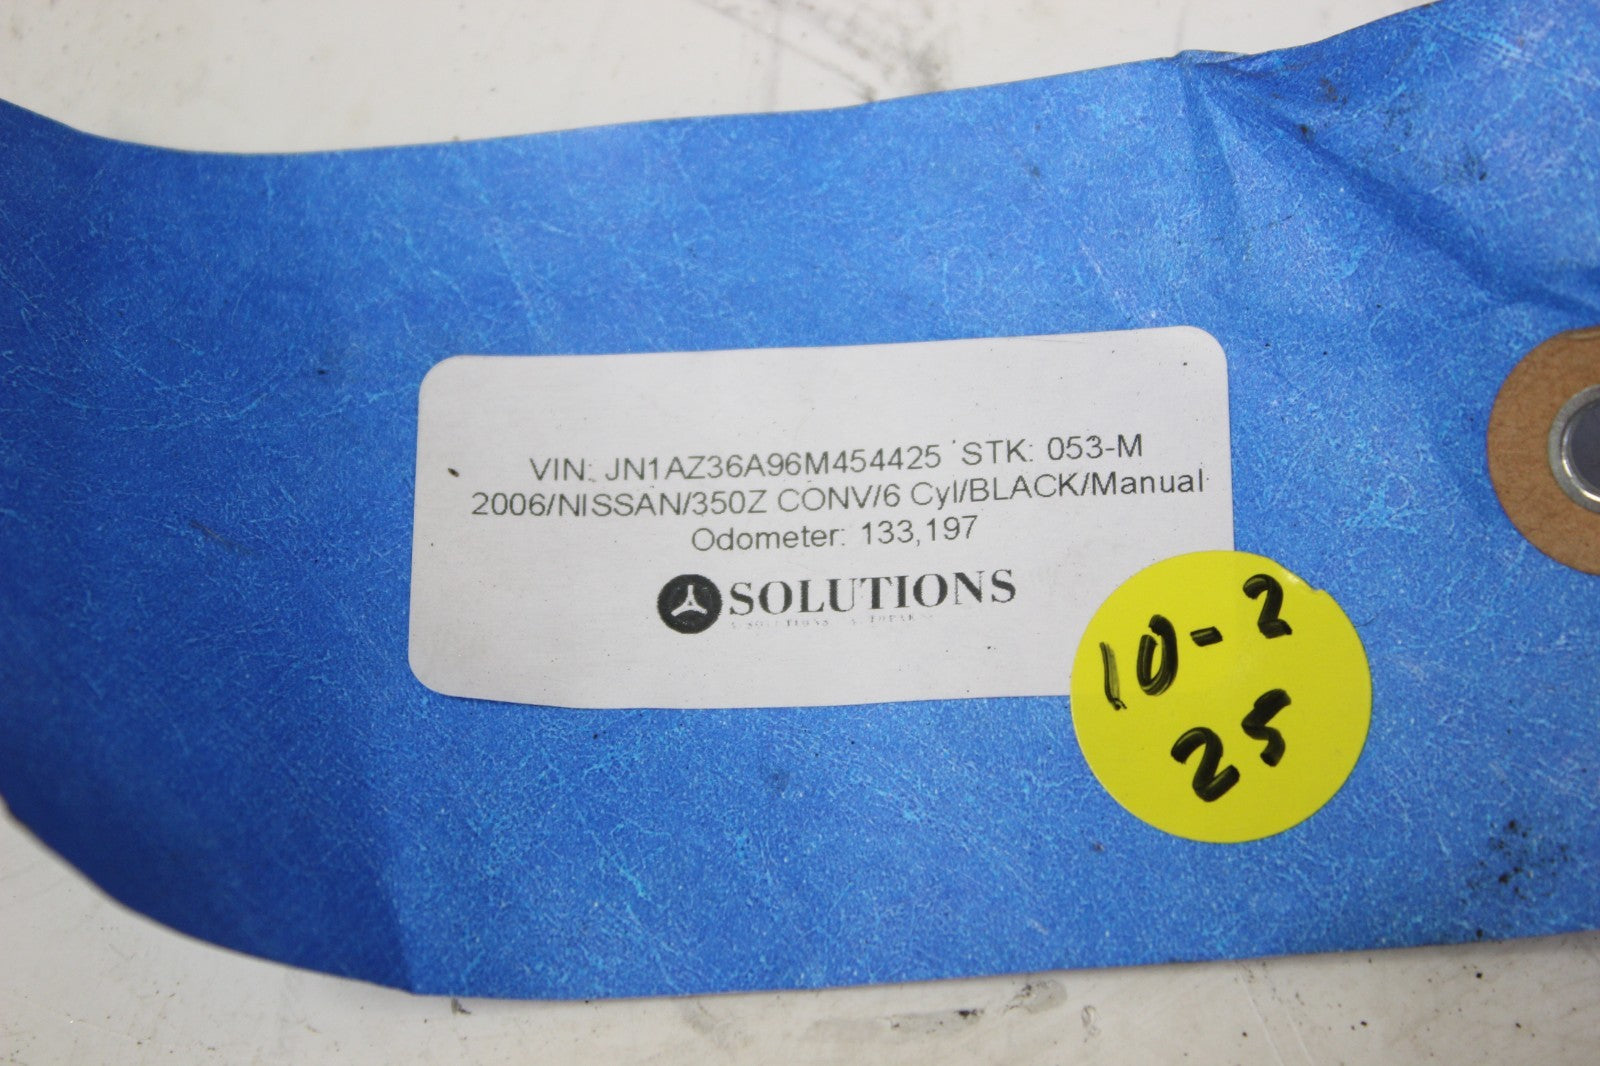 VIN: JN1AZ36A96M454425 STK: 053-M
2006/NISSAN/350Z CONV/6 Cyl/BLACK/Manual
Odometer: 133,197
SOLUTIONS
10-2
25